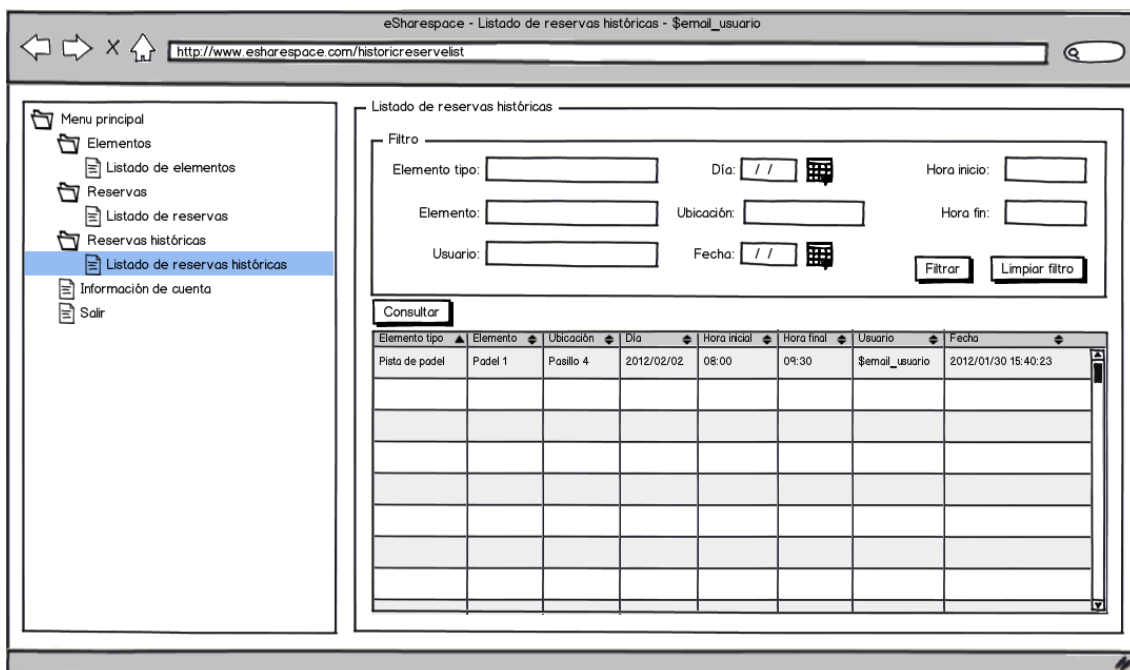 eSharespace - Listado de reservas históricas - $email_usuario
http://www.esharespace.com/historicreservelist
Menu principal
Elementos
Listado de elementos
Reservas
Listado de reservas
Reservas históricas
Listado de reservas históricas
Información de cuenta
Salir
Listado de reservas históricas
Filtro
Elemento tipo: Día: / / Hora inicio:
Elemento: Ubicación: Hora fin:
Usuario: Fecha: / / Filtrar Limpiar filtro
Consultar
Elemento tipo Elemento Ubicación Día Hora inicial Hora final Usuario Fecha
Pista de padel Padel 1 Pasillo 4 2012/02/02 08:00 09:30 $email_usuario 2012/01/30 15:40:23